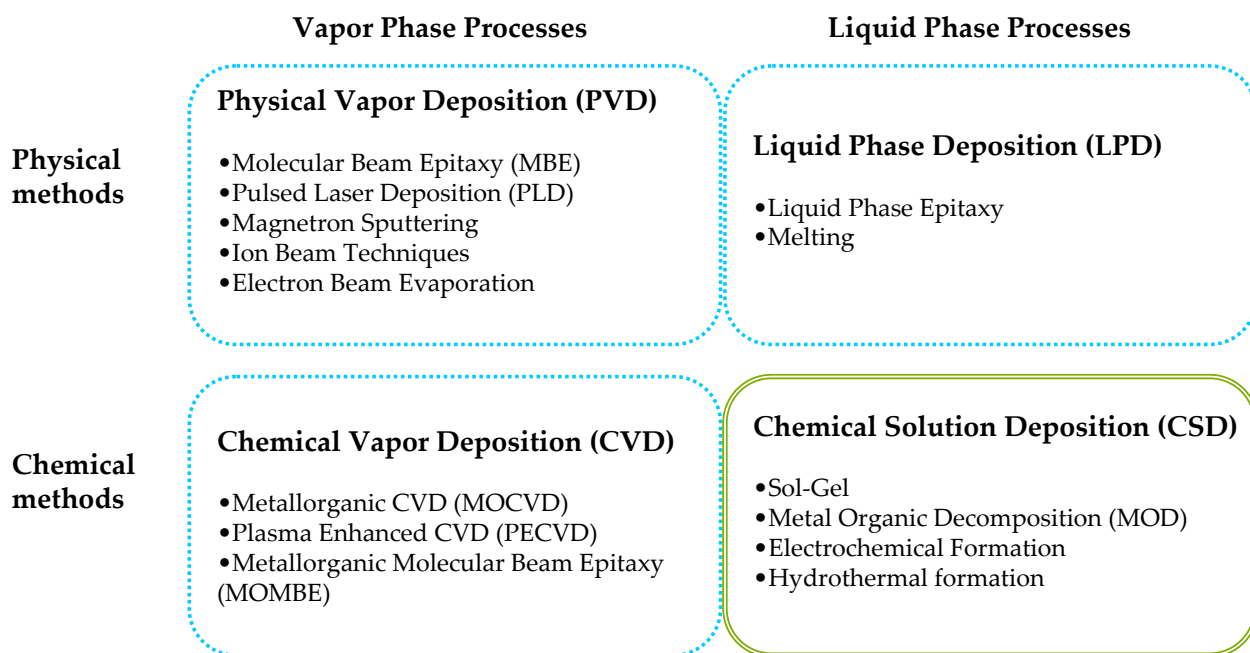 Vapor Phase Processes
Liquid Phase Processes
Physical
methods
Physical Vapor Deposition (PVD)
•Molecular Beam Epitaxy (MBE)
•Pulsed Laser Deposition (PLD)
•Magnetron Sputtering
•Ion Beam Techniques
•Electron Beam Evaporation
Liquid Phase Deposition (LPD)
•Liquid Phase Epitaxy
•Melting
Chemical
methods
Chemical Vapor Deposition (CVD)
•Metallorganic CVD (MOCVD)
•Plasma Enhanced CVD (PECVD)
•Metallorganic Molecular Beam Epitaxy
(MOMBE)
Chemical Solution Deposition (CSD)
•Sol-Gel
•Metal Organic Decomposition (MOD)
•Electrochemical Formation
•Hydrothermal formation